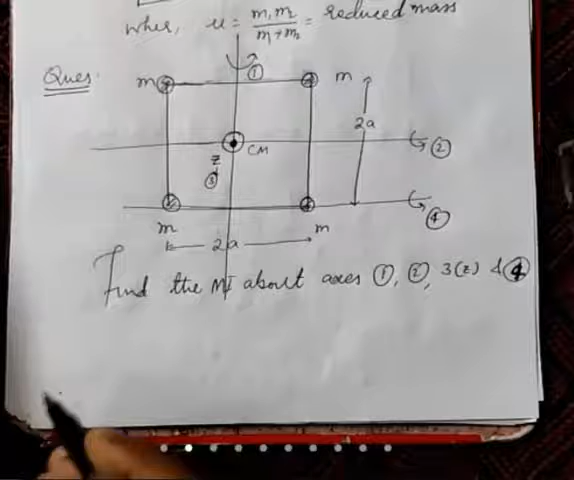 wher, u = m₁m₂ / m₁+m₂ = reduced mass
Ques.
m ① m
2a
CM ②
Z
③
④
m m
2a
Find the MI about axes ①, ②, 3(z) & ④